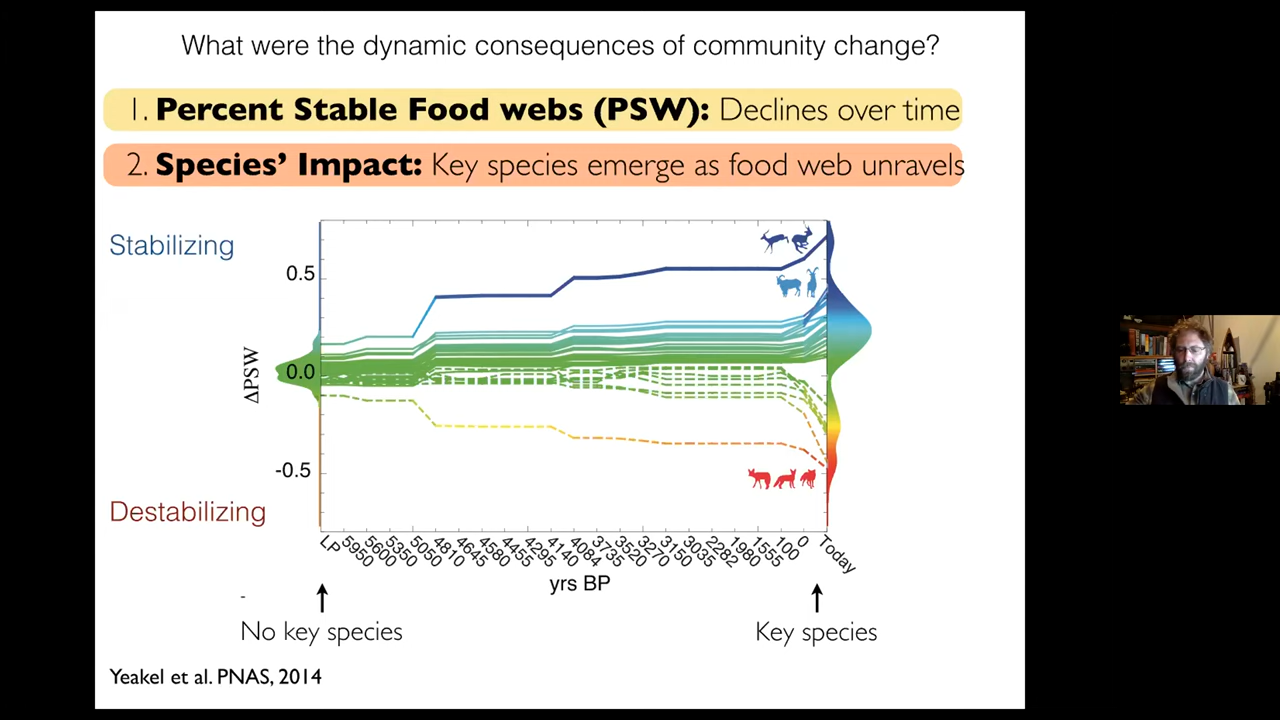 What were the dynamic consequences of community change?
1. Percent Stable Food webs (PSW): Declines over time
2. Species’ Impact: Key species emerge as food web unravels
Stabilizing
0.5
0.0
-0.5
ΔPSW
Destabilizing
LP 5950 5600 5350 5050 4810 4645 4580 4455 4295 4140 4084 3735 3520 3270 3150 3035 2282 1980 1555 100 0 Today
yrs BP
-
No key species
Key species
Yeakel et al. PNAS, 2014